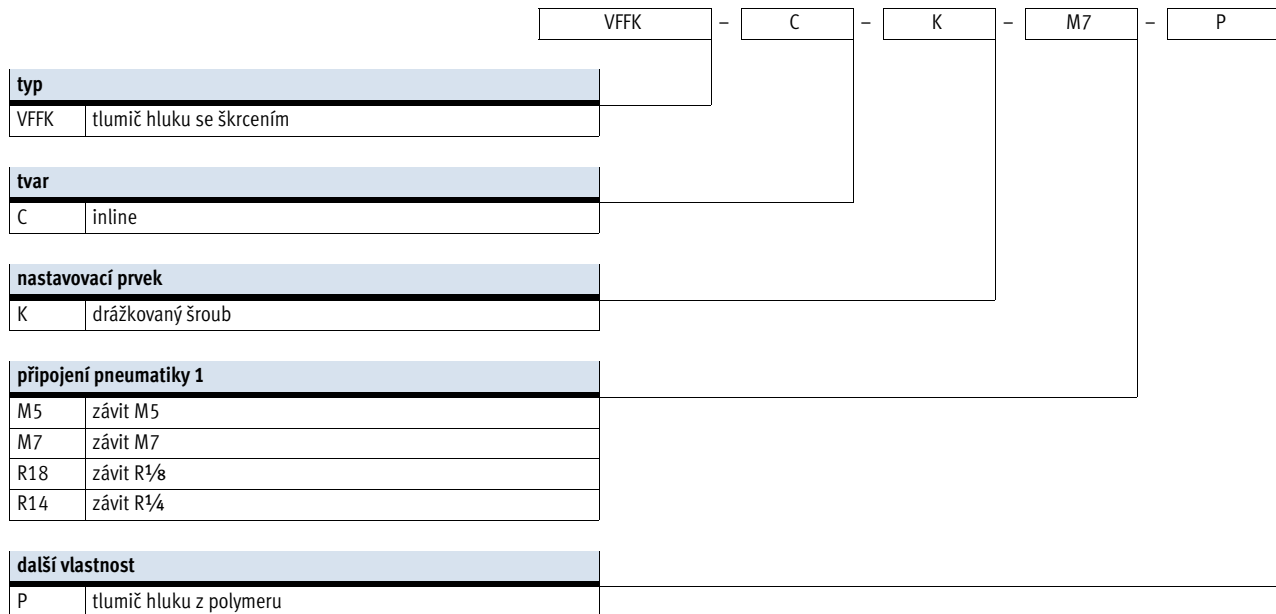 VFFK – C – K – M7 – P
typ
VFFK tlumič hluku se škrcením
tvar
C inline
nastavovací prvek
K drážkovaný šroub
připojení pneumatiky 1
M5 závit M5
M7 závit M7
R18 závit R⅛
R14 závit R¼
další vlastnost
P tlumič hluku z polymeru